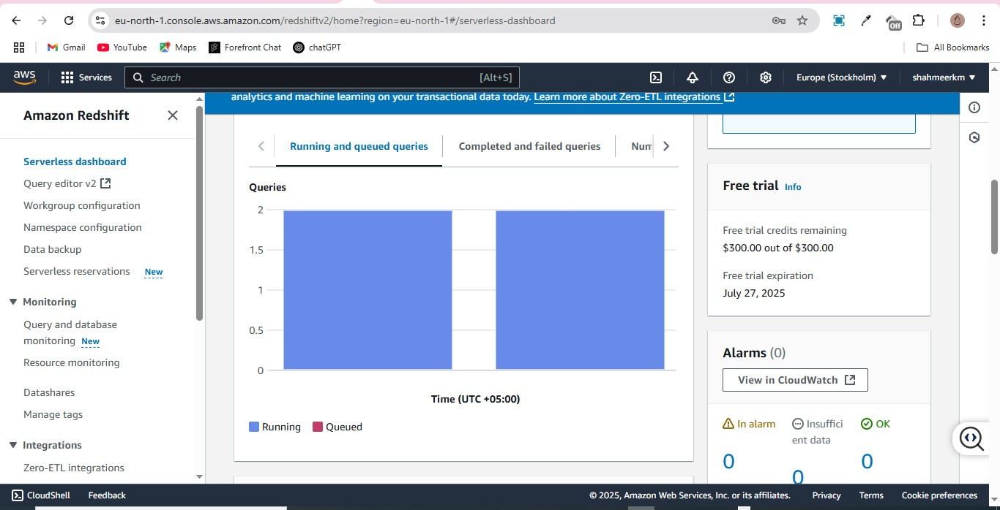 eu-north-1.console.aws.amazon.com/redshiftv2/home?region=eu-north-1#/serverless-dashboard
Off
Gmail
YouTube
Maps
Forefront Chat
chatGPT
All Bookmarks
aws
Services
Search
[Alt+S]
Europe (Stockholm)
shahmeerkm
Amazon Redshift
Serverless dashboard
Query editor v2
Workgroup configuration
Namespace configuration
Data backup
Serverless reservations New
Monitoring
Query and database
monitoring New
Resource monitoring
Datashares
Manage tags
Integrations
Zero-ETL integrations
analytics and machine learning on your transactional data today. Learn more about Zero-ETL integrations
Running and queued queries
Completed and failed queries
Num
Queries
2
1.5
1
0.5
0
Time (UTC +05:00)
Running
Queued
Free trial Info
Free trial credits remaining
$300.00 out of $300.00
Free trial expiration
July 27, 2025
Alarms (0)
View in CloudWatch
In alarm
0
Insuffici
ent data
0
OK
0
CloudShell
Feedback
© 2025, Amazon Web Services, Inc. or its affiliates.
Privacy
Terms
Cookie preferences